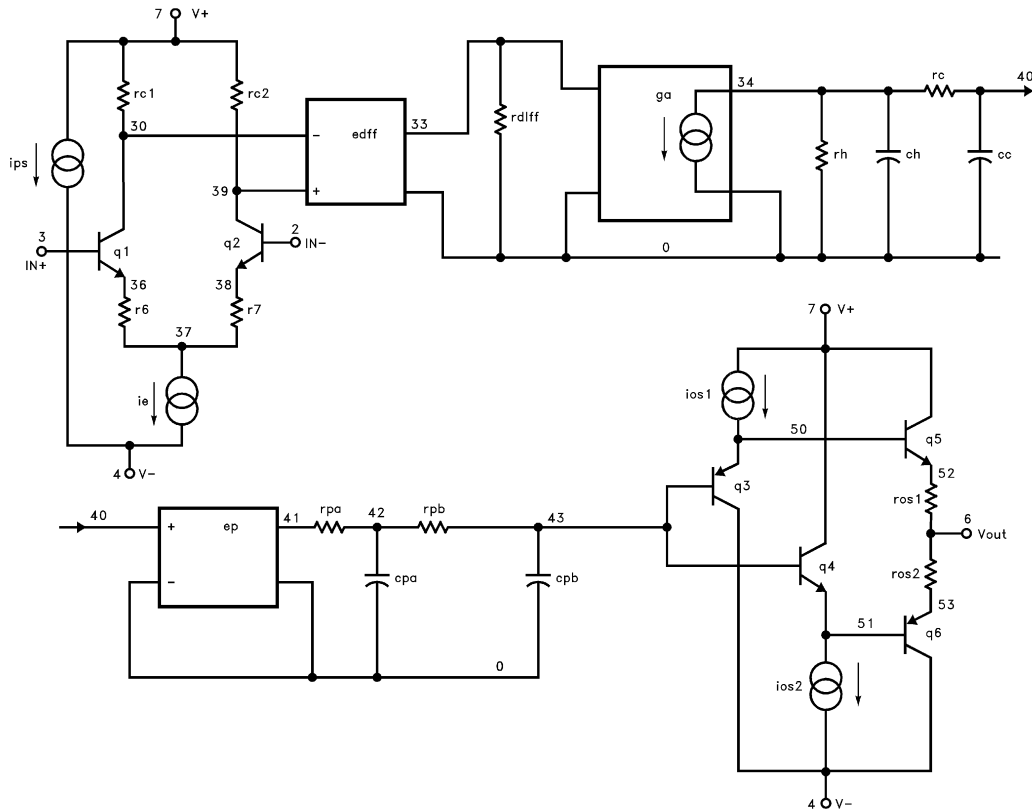 7 V+
rc1
rc2
30
33
34
rc
40
ips
edff
-
+
rdlff
ga
rh
ch
cc
39
3
IN+
q1
q2
2
IN-
0
36
38
r6
r7
37
ie
4 V-
7 V+
ios1
50
q5
q3
52
ros1
6
Vout
40
+
ep
-
41
rpa
42
rpb
43
cpa
cpb
q4
ros2
53
51
q6
0
ios2
4 V-